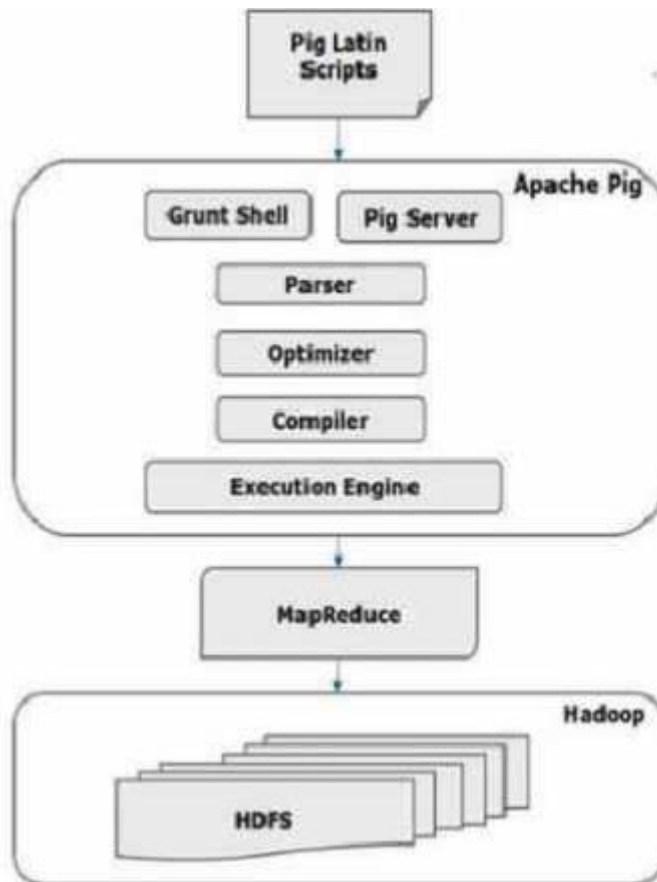 Pig Latin
Scripts
Apache Pig
Grunt Shell
Pig Server
Parser
Optimizer
Compiler
Execution Engine
MapReduce
Hadoop
HDFS